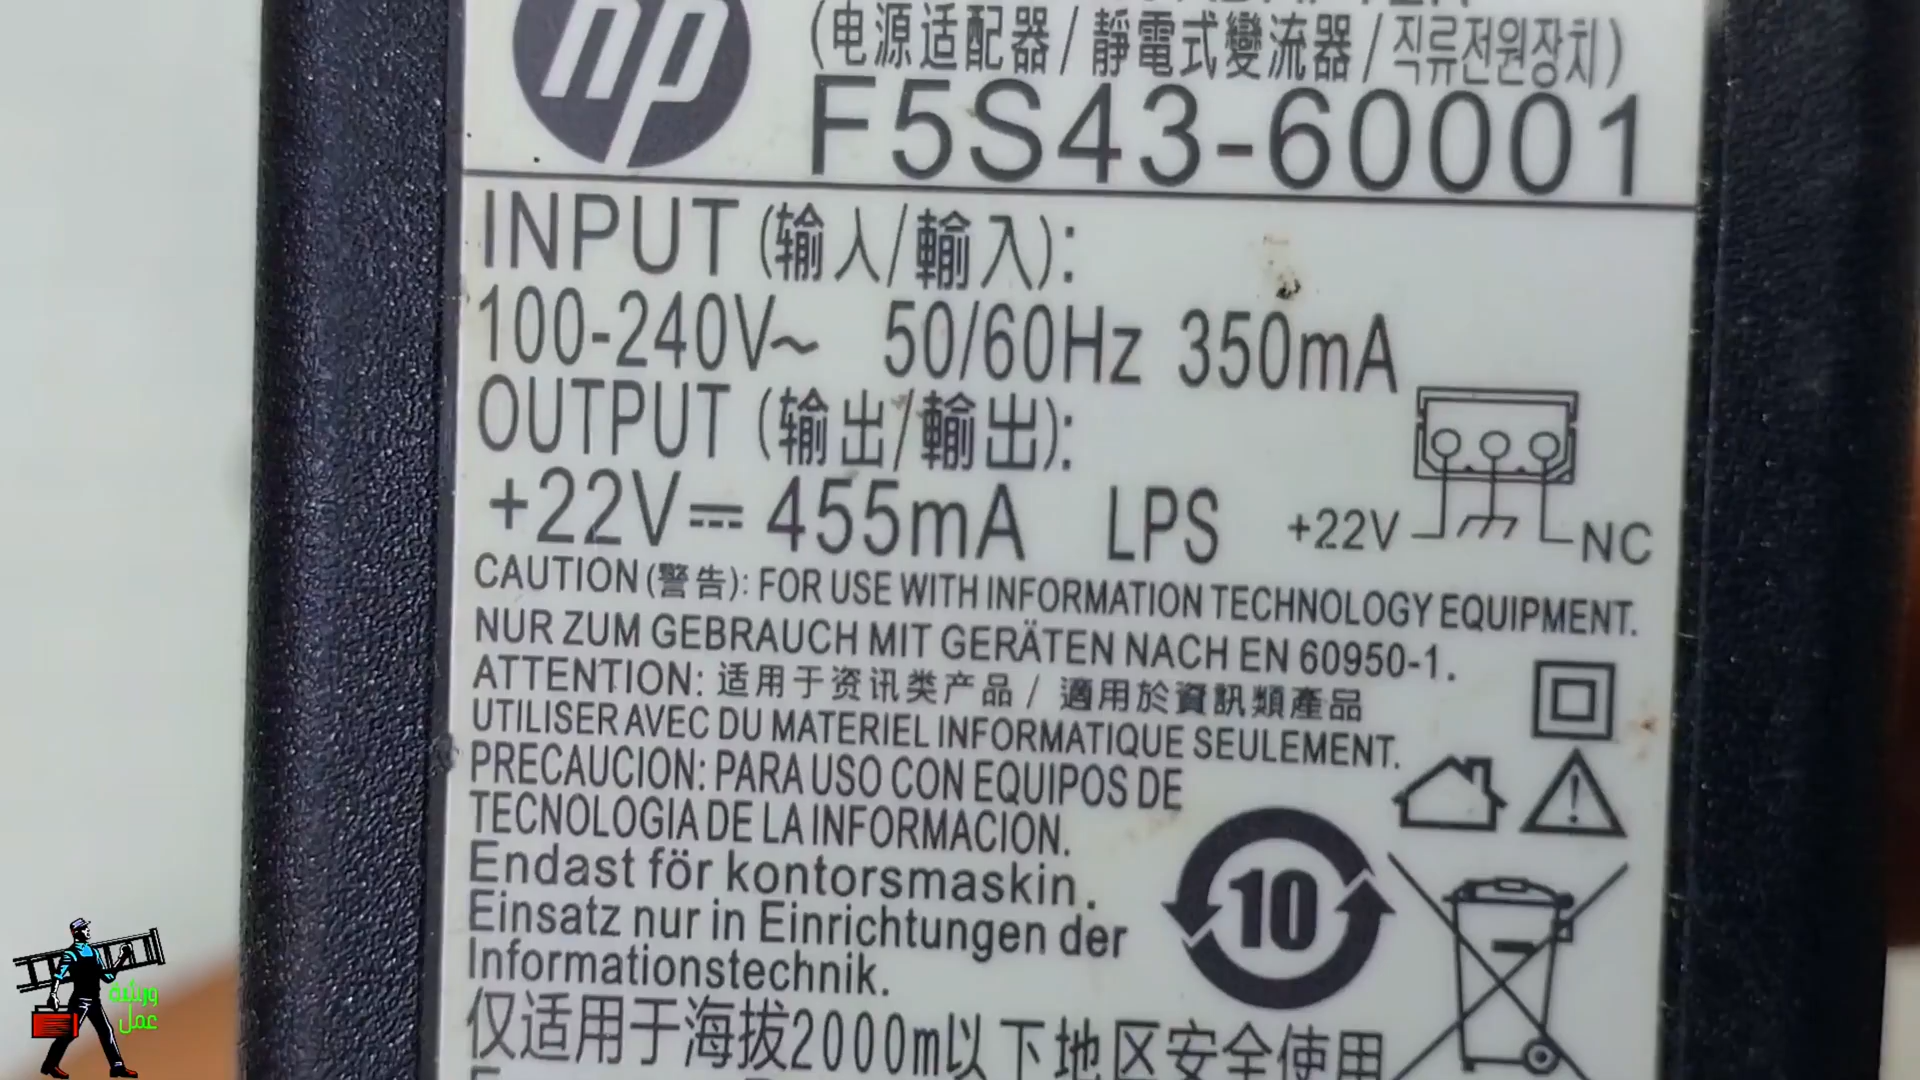 hp
(电源适配器/靜電式變流器/직류전원장치)
F5S43-60001
INPUT (输入/輸入):
100-240V~ 50/60Hz 350mA
OUTPUT (输出/輸出):
+22V⎓455mA LPS
+22V
NC
CAUTION (警告): FOR USE WITH INFORMATION TECHNOLOGY EQUIPMENT.
NUR ZUM GEBRAUCH MIT GERÄTEN NACH EN 60950-1.
ATTENTION: 适用于资讯类产品 / 適用於資訊類產品
UTILISER AVEC DU MATERIEL INFORMATIQUE SEULEMENT.
PRECAUCION: PARA USO CON EQUIPOS DE
TECNOLOGIA DE LA INFORMACION.
Endast för kontorsmaskin.
Einsatz nur in Einrichtungen der
Informationstechnik.
10
仅适用于海拔2000m以下地区安全使用
ورشة
عمل